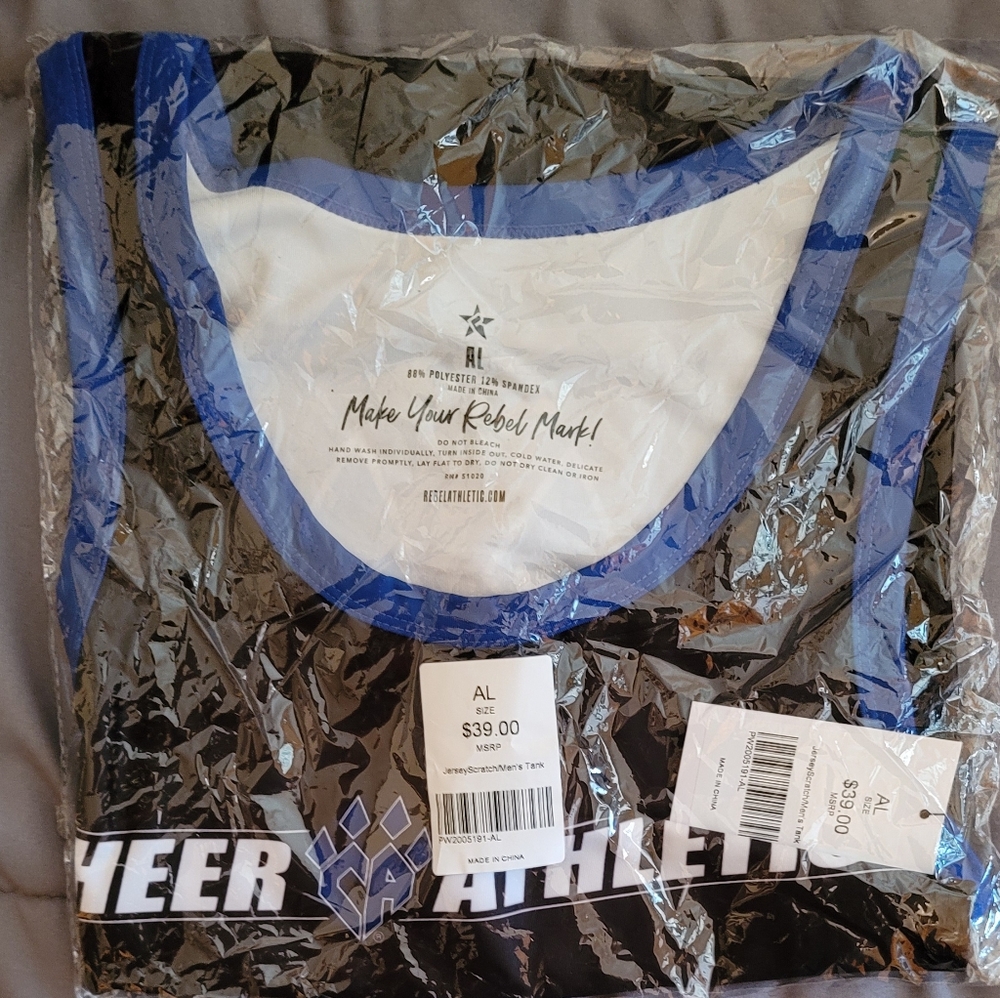 AL
88% POLYESTER 12% SPANDEX
MADE IN CHINA
Make Your Rebel Mark!
DO NOT BLEACH
HAND WASH INDIVIDUALLY, TURN INSIDE OUT, COLD WATER, DELICATE
REMOVE PROMPTLY, LAY FLAT TO DRY, DO NOT DRY CLEAN OR IRON
RN# 51020
REBELATHLETIC.COM
AL
SIZE
$39.00
MSRP
JerseyScratch/Men's Tank
PW2005191-AL
MADE IN CHINA
AL
SIZE
$39.00
MSRP
JerseyScratch/Men's Tank
PW2005191-AL
MADE IN CHINA
HEER CA ATHLETIC